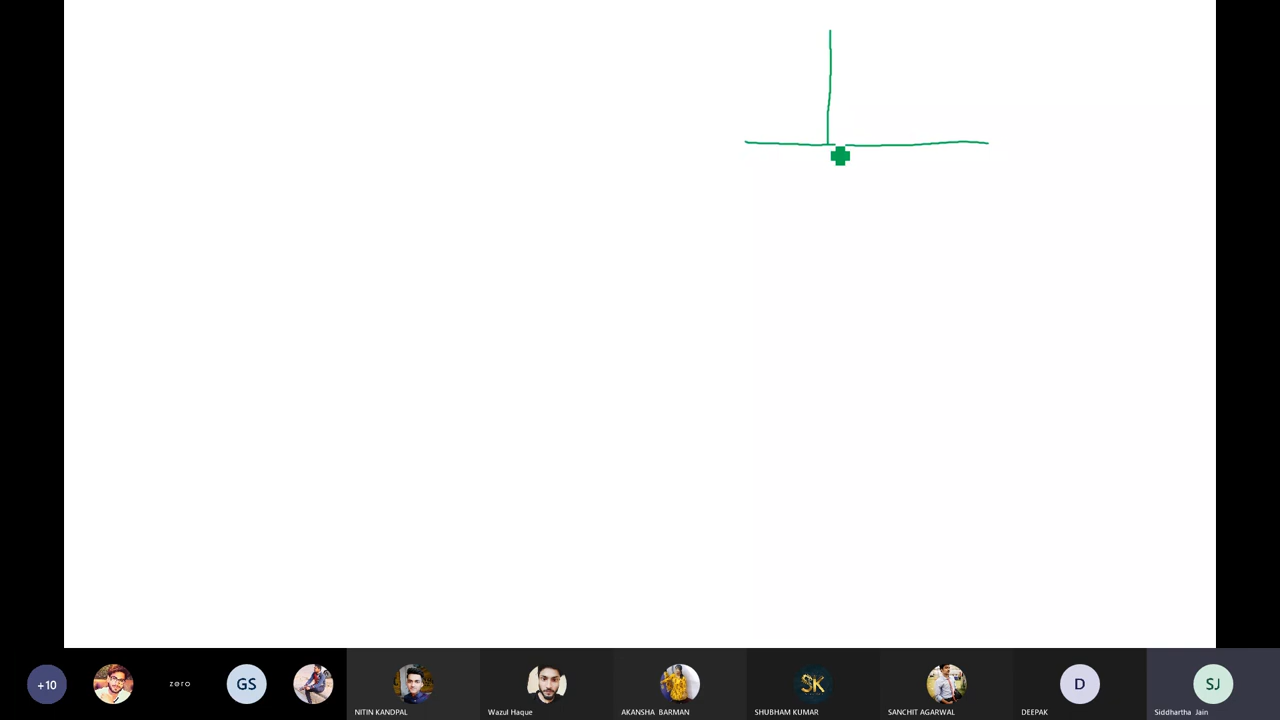 +10
zero
GS
SK
D
SJ
NITIN KANDPAL
Wazul Haque
AKANSHA BARMAN
SHUBHAM KUMAR
SANCHIT AGARWAL
DEEPAK
Siddhartha Jain